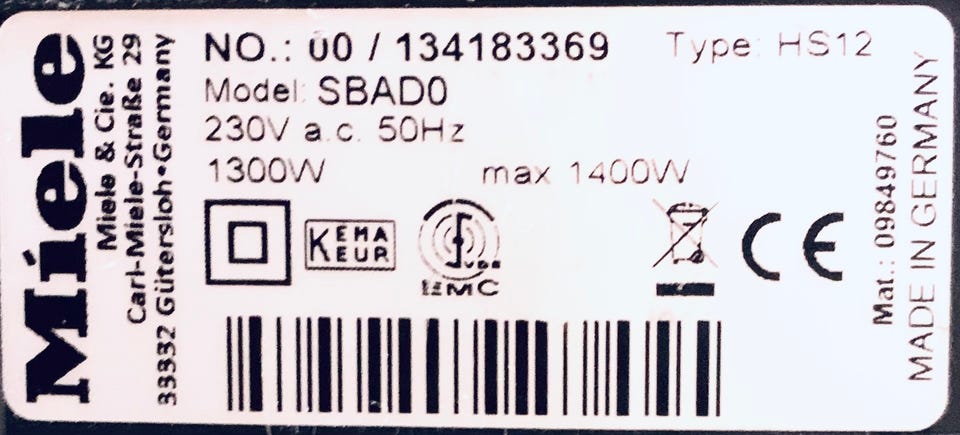 Miele
Miele & Cie. KG
Carl-Miele-Straße 29
33332 Gütersloh•Germany
NO.: 00 / 134183369 Type: HS12
Model: SBAD0
230V a.c. 50Hz
1300W max 1400W
KEMA
KEUR
VDE
EMC
CE
Mat.: 09849760
MADE IN GERMANY